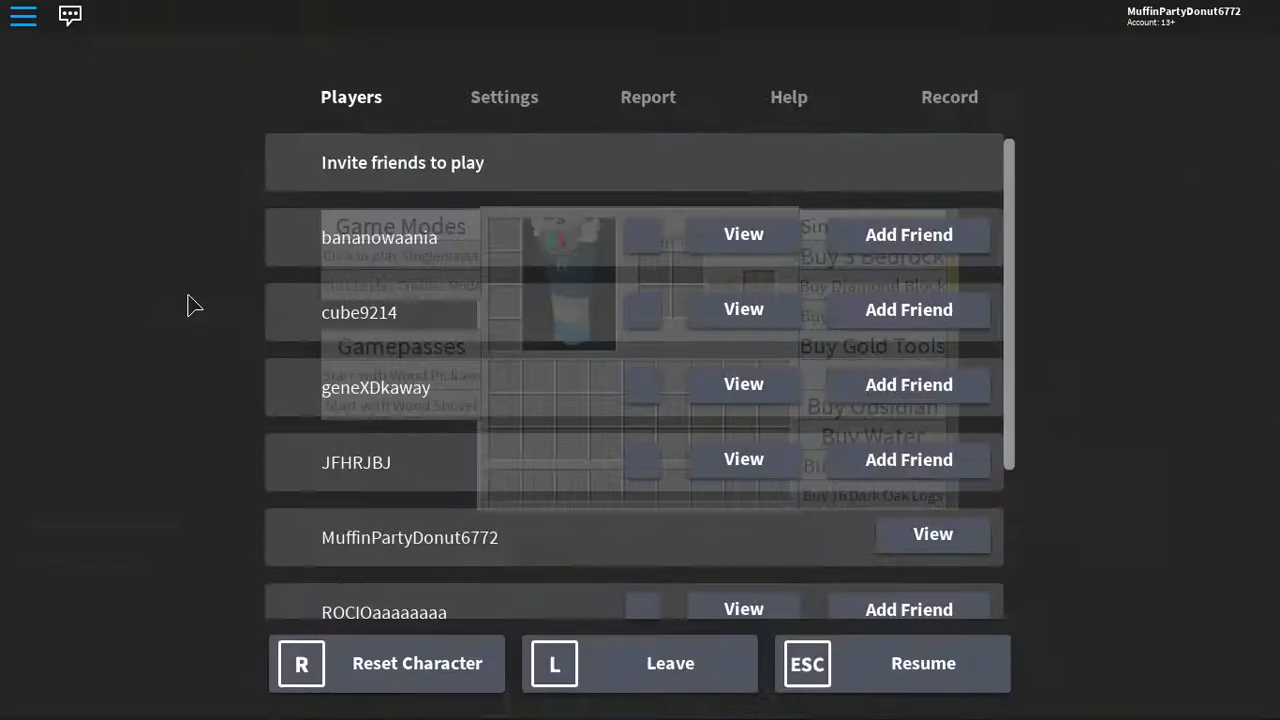 MuffinPartyDonut6772
Account: 13+
Players Settings Report Help Record
Invite friends to play
Game Modes
bananowaania View Add Friend
Buy 3 Bedrock
Buy Diamond Block
cube9214 View Add Friend
Gamepasses
Buy Gold Tools
geneXDkaway View Add Friend
Buy Obsidian
Buy Water
JFHRJBJ View Add Friend
Buy 16 Dark Oak Logs
MuffinPartyDonut6772 View
ROCIOaaaaaaaa View Add Friend
R Reset Character L Leave ESC Resume